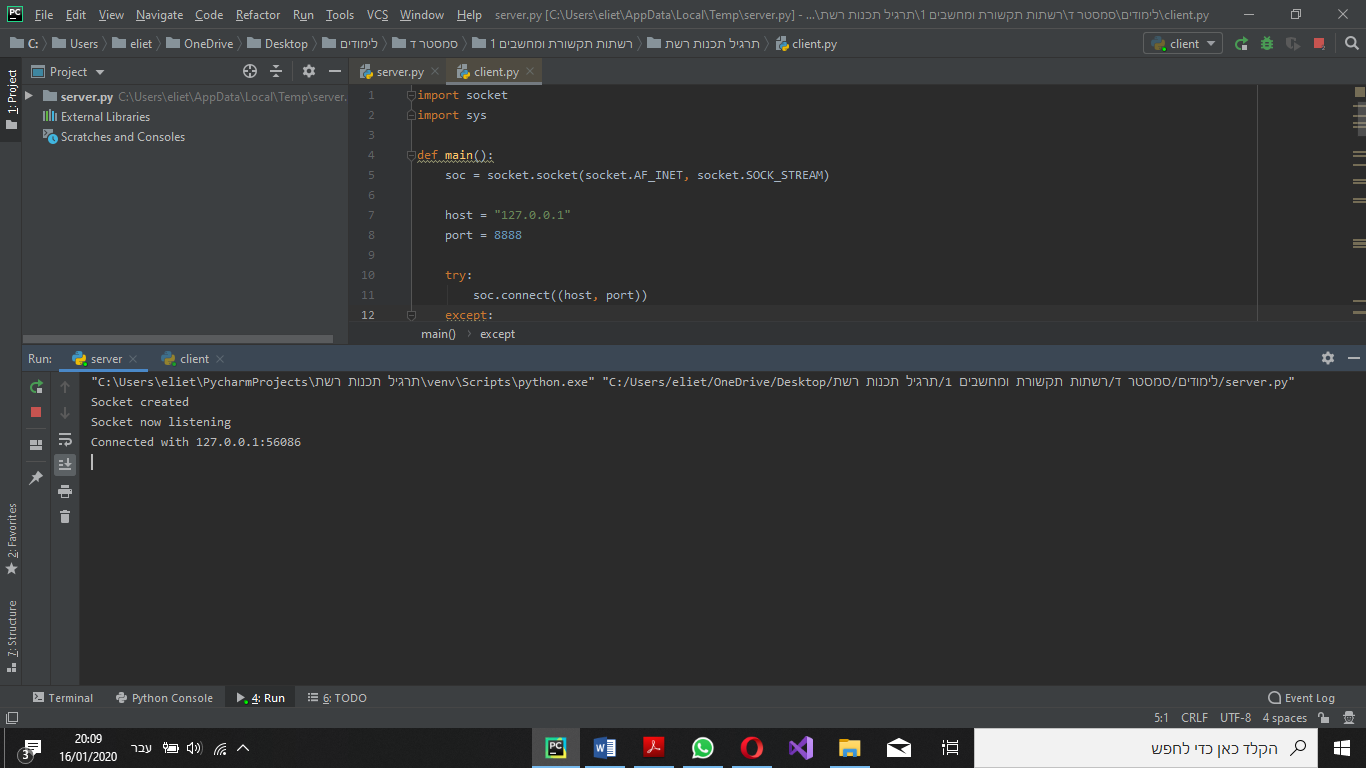 File Edit View Navigate Code Refactor Run Tools VCS Window Help server.py [C:\Users\eliet\AppData\Local\Temp\server.py] - ...\לימודים\סמסטר ד\רשתות תקשורת ומחשבים 1\תרגיל תכנות רשת\client.py
C: Users eliet OneDrive Desktop לימודים סמסטר ד רשתות תקשורת ומחשבים 1 תרגיל תכנות רשת client.py client
1: Project
Project
server.py C:\Users\eliet\AppData\Local\Temp\server.
External Libraries
Scratches and Consoles
server.py client.py
1 import socket
2 import sys
3
4 def main():
5 soc = socket.socket(socket.AF_INET, socket.SOCK_STREAM)
6
7 host = "127.0.0.1"
8 port = 8888
9
10 try:
11 soc.connect((host, port))
12 except:
main() except
Run: server client
"C:\Users\eliet\PycharmProjects\תרגיל תכנות רשת\venv\Scripts\python.exe" "C:/Users/eliet/OneDrive/Desktop/לימודים/סמסטר ד/רשתות תקשורת ומחשבים 1/תרגיל תכנות רשת/server.py"
Socket created
Socket now listening
Connected with 127.0.0.1:56086
2: Favorites
7: Structure
Terminal Python Console 4: Run 6: TODO Event Log
5:1 CRLF UTF-8 4 spaces
3
20:09
16/01/2020
עבר
PC
הקלד כאן כדי לחפש